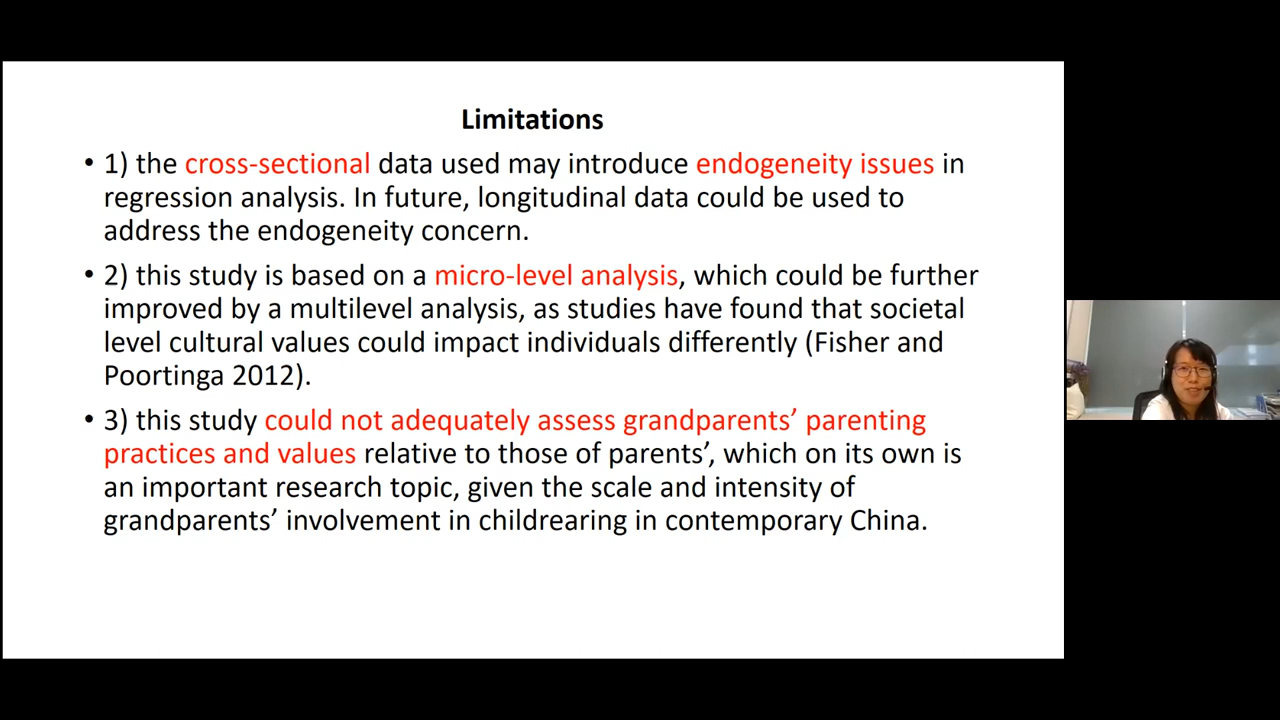 Limitations
• 1) the cross-sectional data used may introduce endogeneity issues in
regression analysis. In future, longitudinal data could be used to
address the endogeneity concern.
• 2) this study is based on a micro-level analysis, which could be further
improved by a multilevel analysis, as studies have found that societal
level cultural values could impact individuals differently (Fisher and
Poortinga 2012).
• 3) this study could not adequately assess grandparents’ parenting
practices and values relative to those of parents’, which on its own is
an important research topic, given the scale and intensity of
grandparents’ involvement in childrearing in contemporary China.